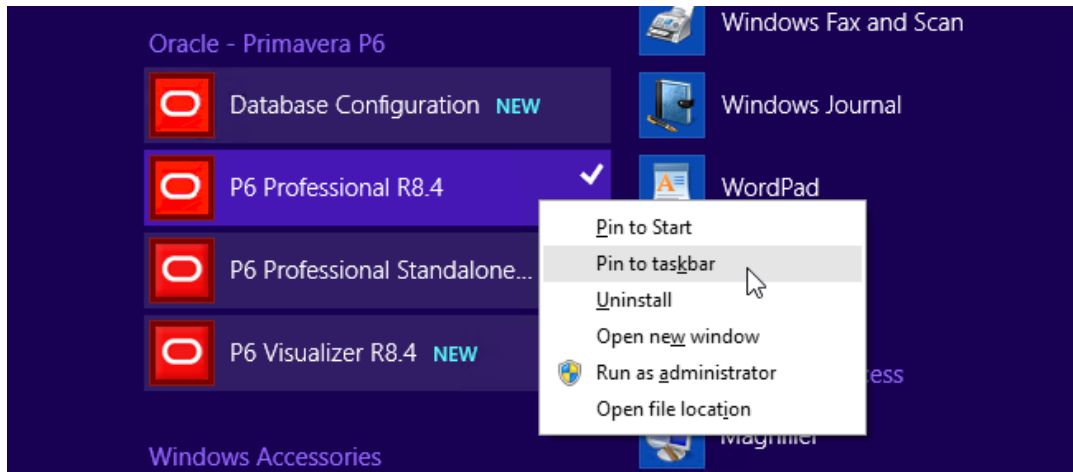 Oracle - Primavera P6
Database Configuration NEW
P6 Professional R8.4
P6 Professional Standalone...
P6 Visualizer R8.4 NEW
Windows Accessories
Windows Fax and Scan
Windows Journal
WordPad
Pin to Start
Pin to taskbar
Uninstall
Open new window
Run as administrator
Open file location
ess
Magnifier